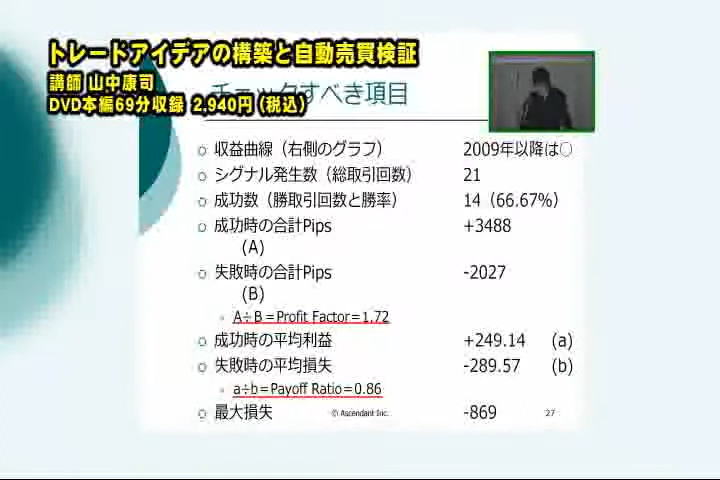 トレードアイデアの構築と自動売買検証
講師 山中康司
DVD本編69分収録 2,940円 (税込)
チェックすべき項目
収益曲線（右側のグラフ） 2009年以降は○
シグナル発生数（総取引回数） 21
成功数（勝取引回数と勝率） 14（66.67%）
成功時の合計Pips +3488
(A)
失敗時の合計Pips -2027
(B)
A÷B＝Profit Factor＝1.72
成功時の平均利益 +249.14 (a)
失敗時の平均損失 -289.57 (b)
a÷b＝Payoff Ratio＝0.86
最大損失 © Ascendant Inc. -869 27